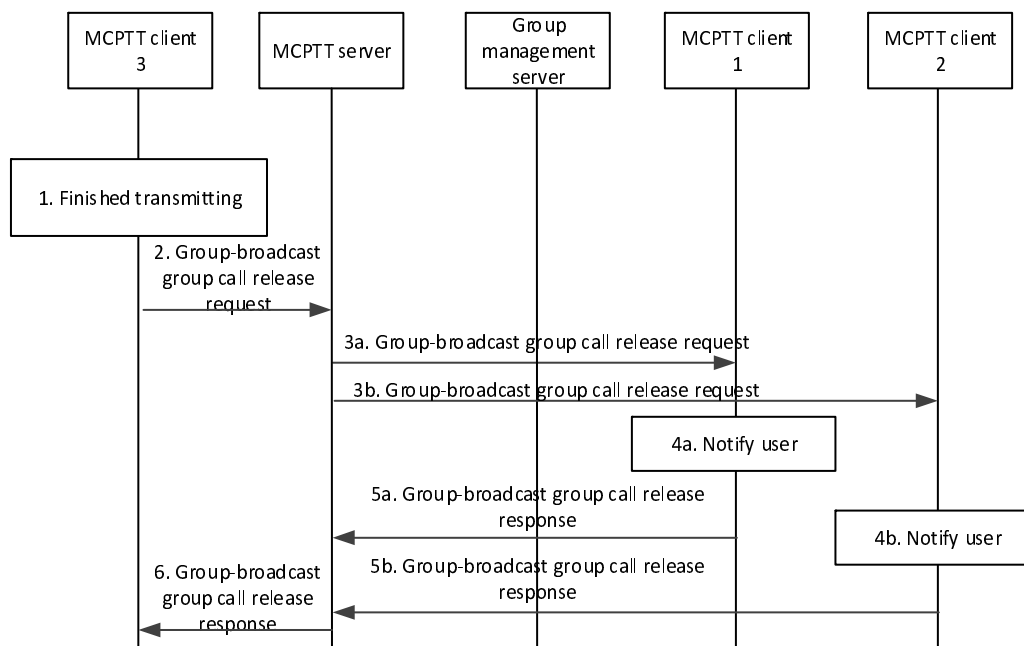 MCPTT client
3
MCPTT server
Group
management
server
MCPTT client
1
MCPTT client
2
1. Finished transmitting
2. Group-broadcast
group call release
request
3a. Group-broadcast group call release request
3b. Group-broadcast group call release request
4a. Notify user
5a. Group-broadcast group call release
response
4b. Notify user
5b. Group-broadcast group call release
response
6. Group-broadcast
group call release
response